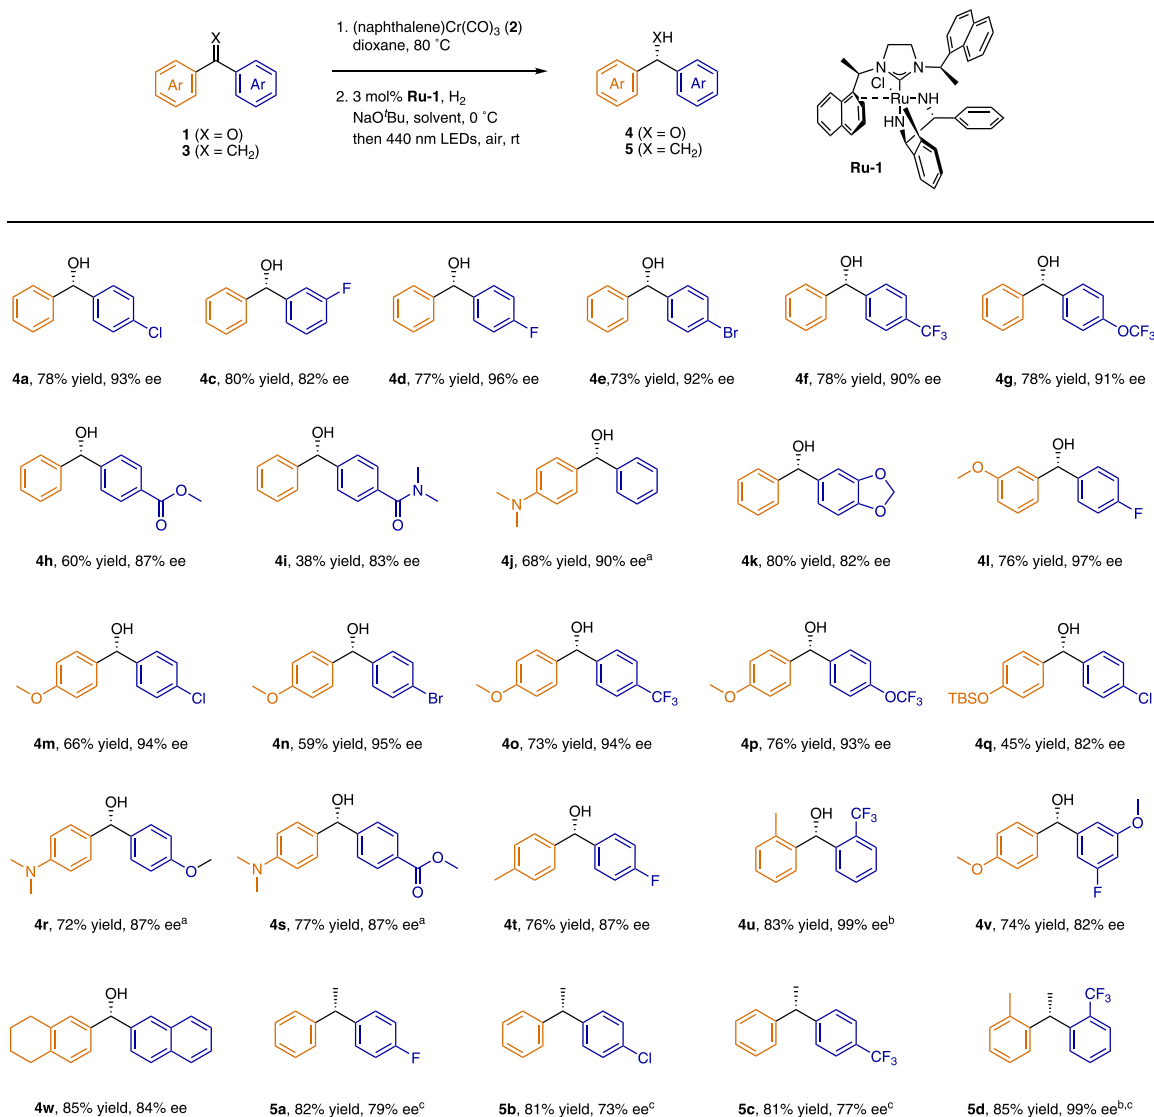 X
Ar
Ar
1 (X = O)
3 (X = CH2)
1. (naphthalene)Cr(CO)3 (2)
dioxane, 80 ˚C
2. 3 mol% Ru-1, H2
NaOtBu, solvent, 0 ˚C
then 440 nm LEDs, air, rt
XH
Ar
Ar
4 (X = O)
5 (X = CH2)
N
N
Cl
Ru
NH
HN
Ru-1
OH
Cl
4a, 78% yield, 93% ee
OH
F
4c, 80% yield, 82% ee
OH
F
4d, 77% yield, 96% ee
OH
Br
4e,73% yield, 92% ee
OH
CF3
4f, 78% yield, 90% ee
OH
OCF3
4g, 78% yield, 91% ee
OH
O
O
4h, 60% yield, 87% ee
OH
N
O
4i, 38% yield, 83% ee
OH
N
4j, 68% yield, 90% eea
OH
O
O
4k, 80% yield, 82% ee
OH
O
F
4l, 76% yield, 97% ee
OH
O
Cl
4m, 66% yield, 94% ee
OH
O
Br
4n, 59% yield, 95% ee
OH
O
CF3
4o, 73% yield, 94% ee
OH
O
OCF3
4p, 76% yield, 93% ee
OH
TBSO
Cl
4q, 45% yield, 82% ee
OH
N
O
4r, 72% yield, 87% eea
OH
N
O
O
4s, 77% yield, 87% eea
OH
F
4t, 76% yield, 87% ee
OH
CF3
4u, 83% yield, 99% eeb
OH
O
O
F
4v, 74% yield, 82% ee
OH
4w, 85% yield, 84% ee
F
5a, 82% yield, 79% eec
Cl
5b, 81% yield, 73% eec
CF3
5c, 81% yield, 77% eec
CF3
5d, 85% yield, 99% eeb,c